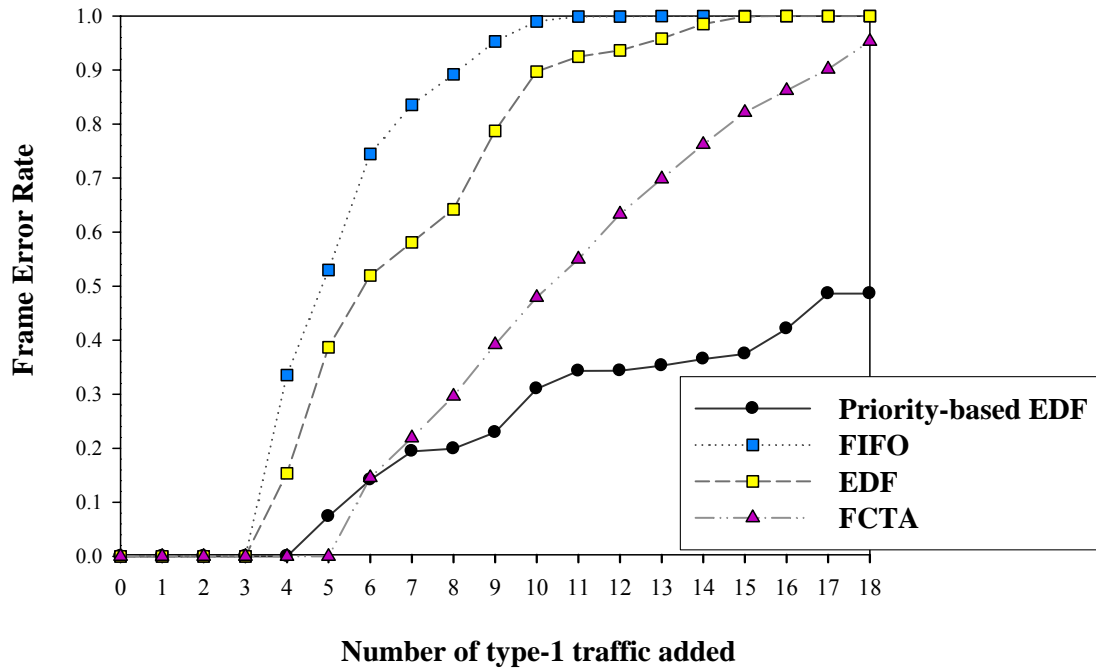 1.0
0.9
0.8
0.7
0.6
0.5
0.4
0.3
0.2
0.1
0.0
Frame Error Rate
0 1 2 3 4 5 6 7 8 9 10 11 12 13 14 15 16 17 18
Number of type-1 traffic added
Priority-based EDF
FIFO
EDF
FCTA